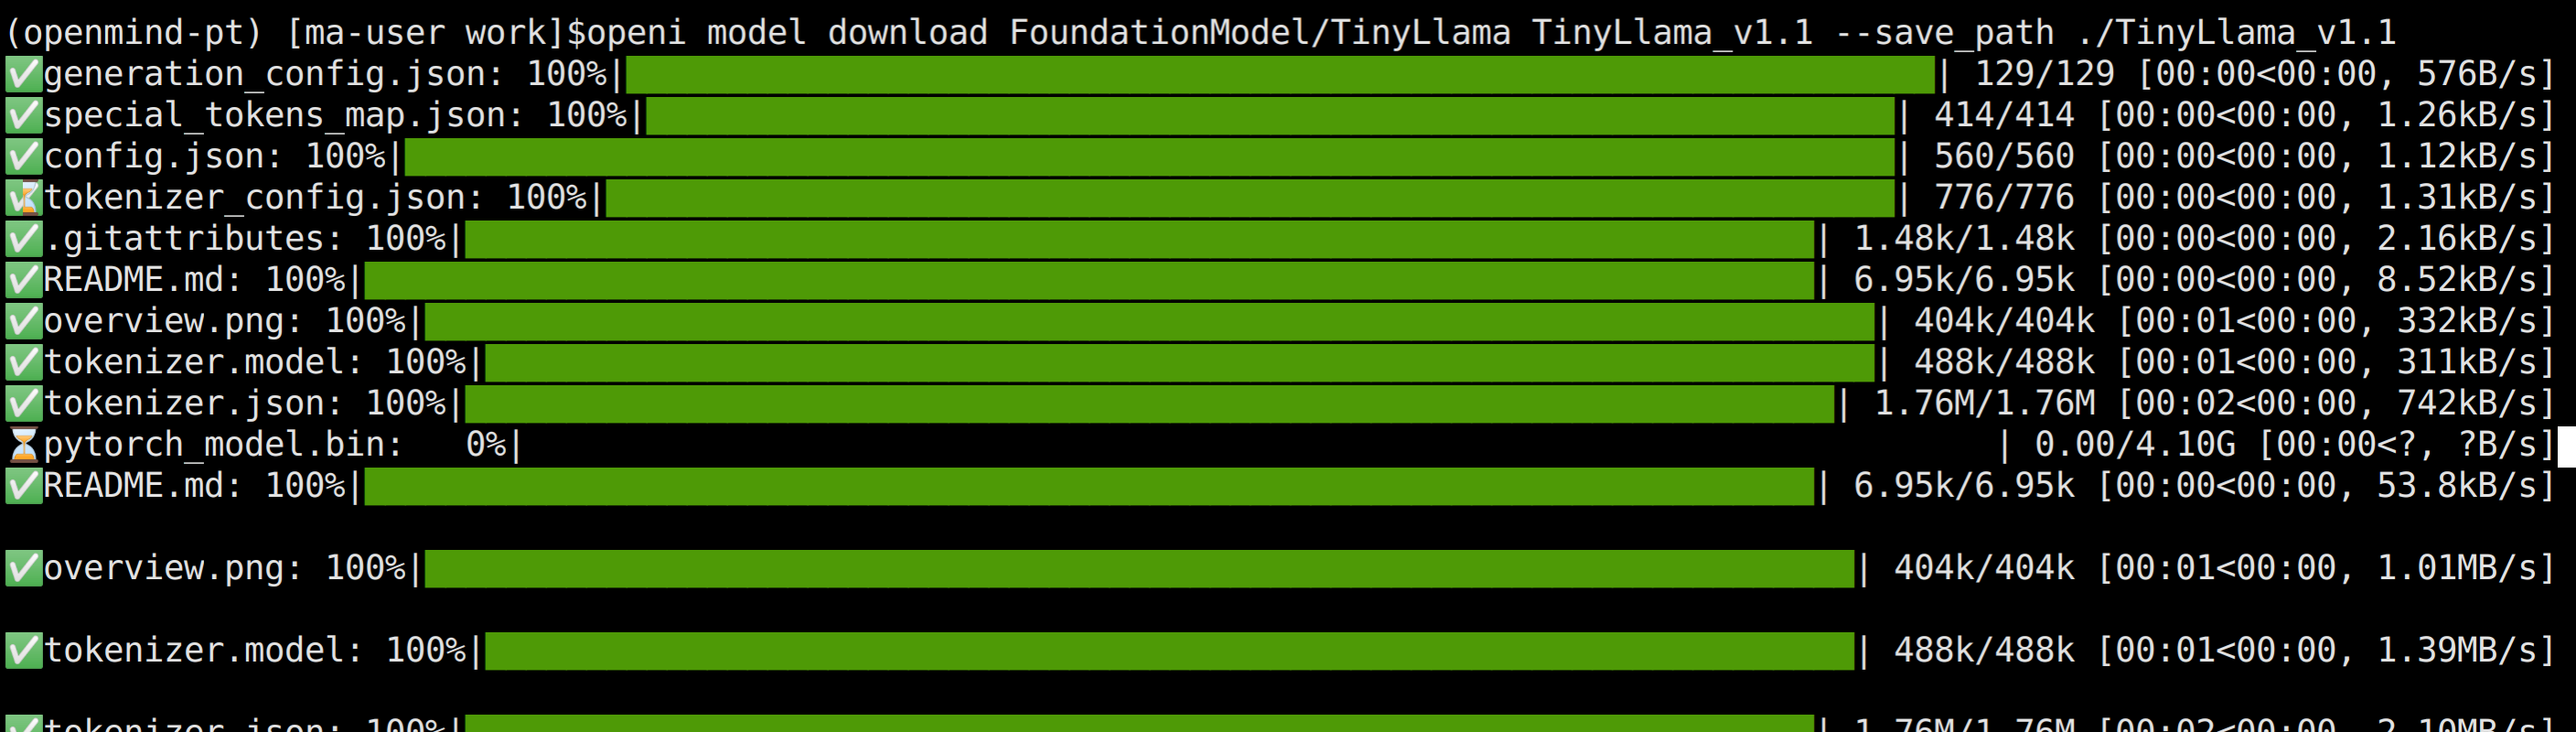 (openmind-pt) [ma-user work]$openi model download FoundationModel/TinyLlama TinyLlama_v1.1 --save_path ./TinyLlama_v1.1
✅generation_config.json: 100%|| 129/129 [00:00<00:00, 576B/s]
✅special_tokens_map.json: 100%|| 414/414 [00:00<00:00, 1.26kB/s]
✅config.json: 100%|| 560/560 [00:00<00:00, 1.12kB/s]
✅tokenizer_config.json: 100%|| 776/776 [00:00<00:00, 1.31kB/s]
✅.gitattributes: 100%|| 1.48k/1.48k [00:00<00:00, 2.16kB/s]
✅README.md: 100%|| 6.95k/6.95k [00:00<00:00, 8.52kB/s]
✅overview.png: 100%|| 404k/404k [00:01<00:00, 332kB/s]
✅tokenizer.model: 100%|| 488k/488k [00:01<00:00, 311kB/s]
✅tokenizer.json: 100%|| 1.76M/1.76M [00:02<00:00, 742kB/s]
⏳pytorch_model.bin: 0%|| 0.00/4.10G [00:00<?, ?B/s]
✅README.md: 100%|| 6.95k/6.95k [00:00<00:00, 53.8kB/s]
✅overview.png: 100%|| 404k/404k [00:01<00:00, 1.01MB/s]
✅tokenizer.model: 100%|| 488k/488k [00:01<00:00, 1.39MB/s]
✅tokenizer.json: 100%|| 1.76M/1.76M [00:02<00:00, 2.10MB/s]